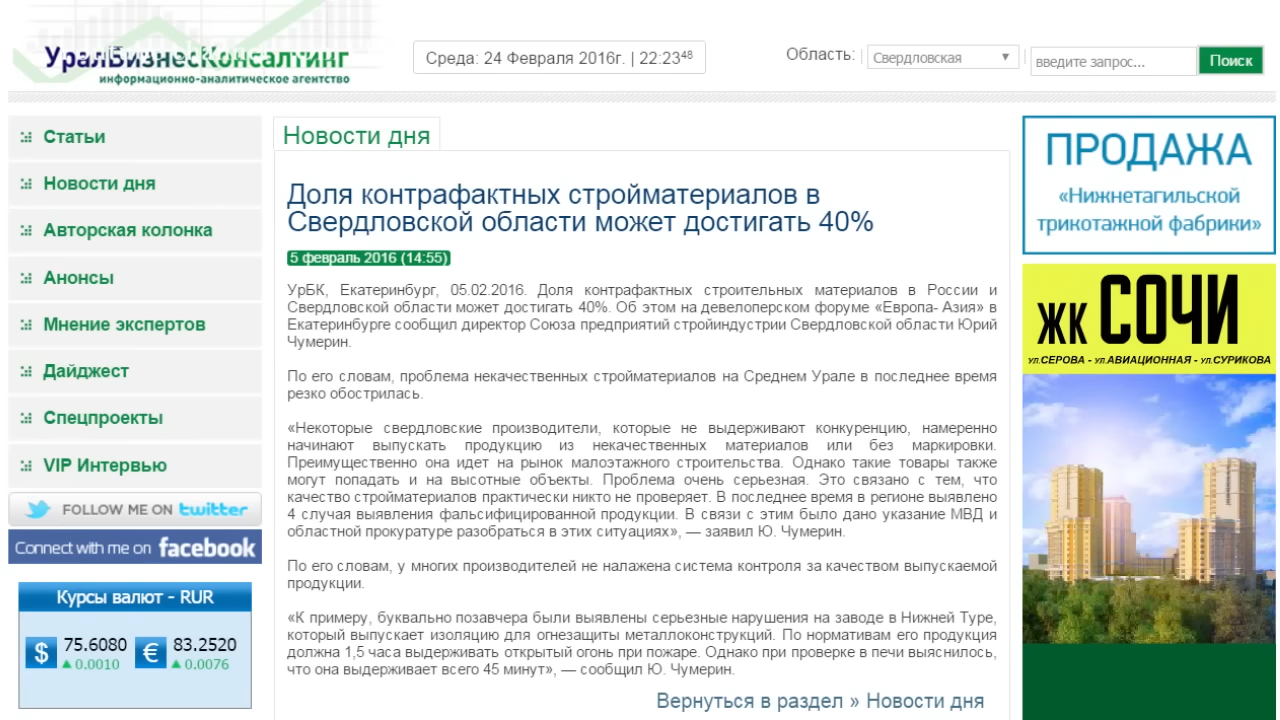 УралБизнесКонсалтинг
информационно-аналитическое агентство
Среда: 24 Февраля 2016г. | 22:23 48
Область:
Свердловская
введите запрос...
Поиск
Статьи
Новости дня
Авторская колонка
Анонсы
Мнение экспертов
Дайджест
Спецпроекты
VIP Интервью
FOLLOW ME ON twitter
Connect with me on facebook
Курсы валют - RUR
$ 75.6080 € 83.2520
0.0010 0.0076
Новости дня
Доля контрафактных стройматериалов в
Свердловской области может достигать 40%
5 февраль 2016 (14:55)
УрБК, Екатеринбург, 05.02.2016. Доля контрафактных строительных материалов в России и
Свердловской области может достигать 40%. Об этом на девелоперском форуме «Европа- Азия» в
Екатеринбурге сообщил директор Союза предприятий стройиндустрии Свердловской области Юрий
Чумерин.
По его словам, проблема некачественных стройматериалов на Среднем Урале в последнее время
резко обострилась.
«Некоторые свердловские производители, которые не выдерживают конкуренцию, намеренно
начинают выпускать продукцию из некачественных материалов или без маркировки.
Преимущественно она идет на рынок малоэтажного строительства. Однако такие товары также
могут попадать и на высотные объекты. Проблема очень серьезная. Это связано с тем, что
качество стройматериалов практически никто не проверяет. В последнее время в регионе выявлено
4 случая выявления фальсифицированной продукции. В связи с этим было дано указание МВД и
областной прокуратуре разобраться в этих ситуациях», — заявил Ю. Чумерин.
По его словам, у многих производителей не налажена система контроля за качеством выпускаемой
продукции.
«К примеру, буквально позавчера были выявлены серьезные нарушения на заводе в Нижней Туре,
который выпускает изоляцию для огнезащиты металлоконструкций. По нормативам его продукция
должна 1,5 часа выдерживать открытый огонь при пожаре. Однако при проверке в печи выяснилось,
что она выдерживает всего 45 минут», — сообщил Ю. Чумерин.
Вернуться в раздел » Новости дня
ПРОДАЖА
«Нижнетагильской
трикотажной фабрики»
ЖК СОЧИ
ул.СЕРОВА - ул.АВИАЦИОННАЯ - ул.СУРИКОВА